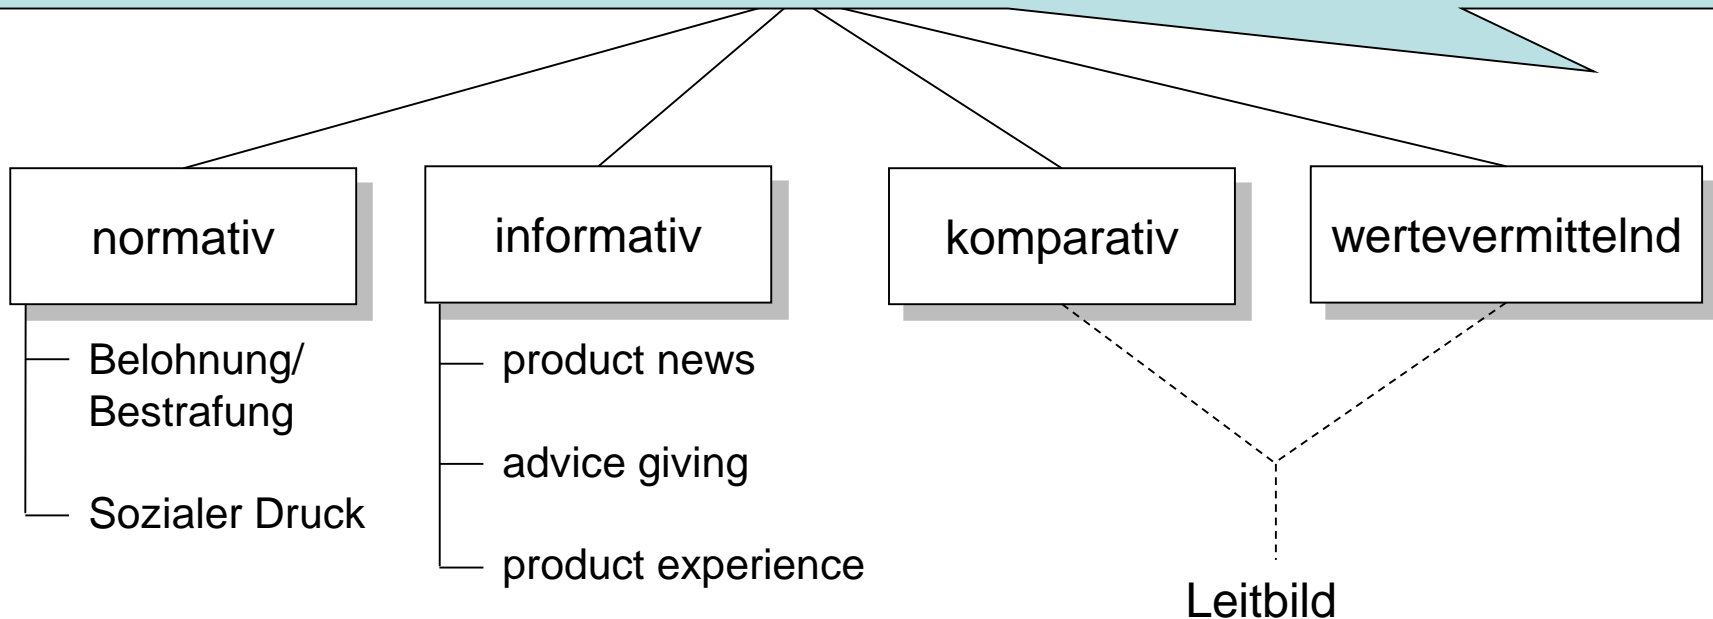 normativ
informativ
komparativ
wertevermittelnd
Belohnung/
Bestrafung
Sozialer Druck
product news
advice giving
product experience
Leitbild